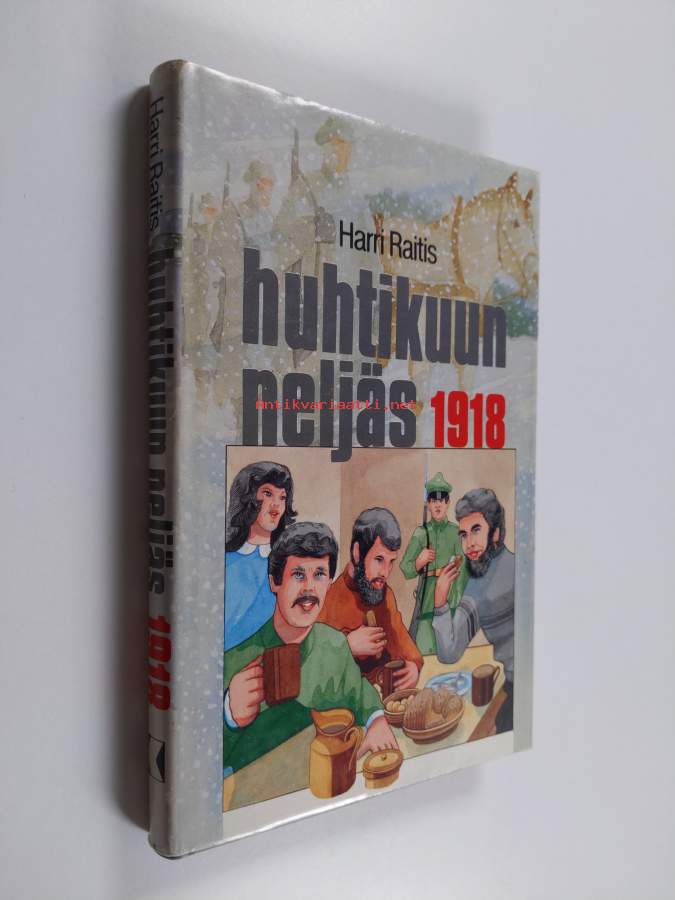 Harri Raitis
huhtikuun
neljäs 1918
antikvariaatti.net
Harri Raitis huhtikuun neljäs 1918